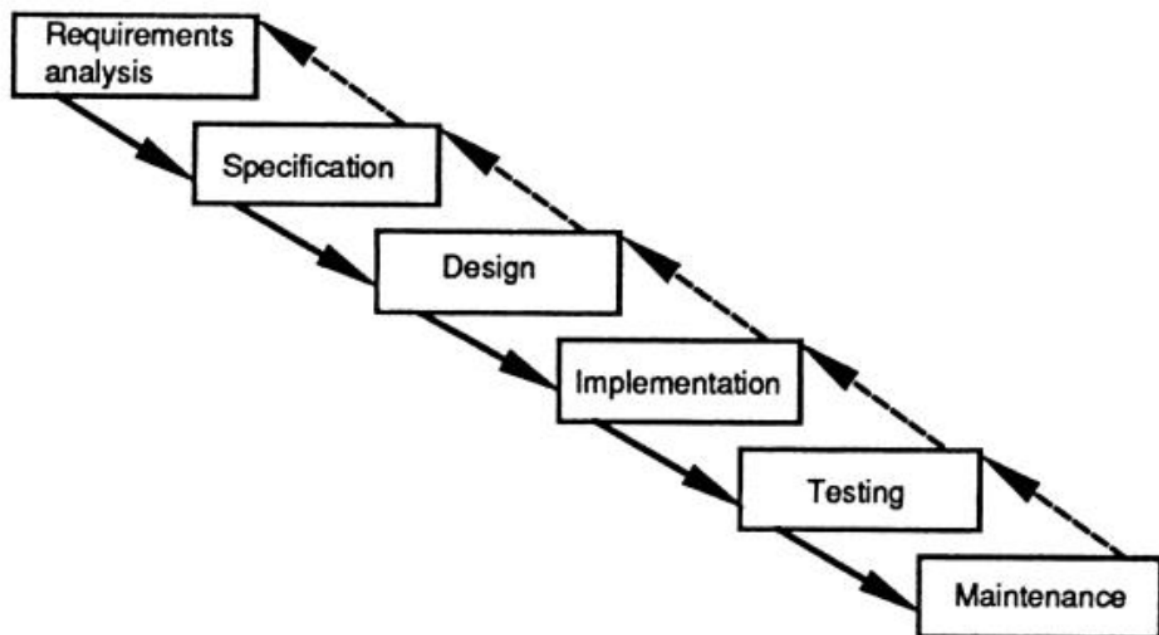 Requirements
analysis
Specification
Design
Implementation
Testing
Maintenance